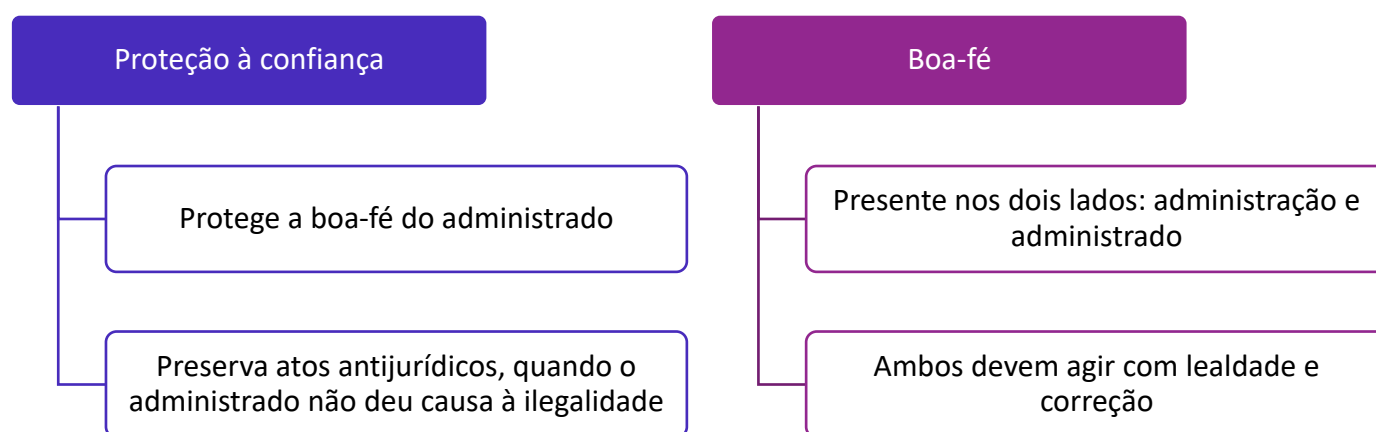 Proteção à confiança
Protege a boa-fé do administrado
Preserva atos antijurídicos, quando o
administrado não deu causa à ilegalidade
Boa-fé
Presente nos dois lados: administração e
administrado
Ambos devem agir com lealdade e
correção